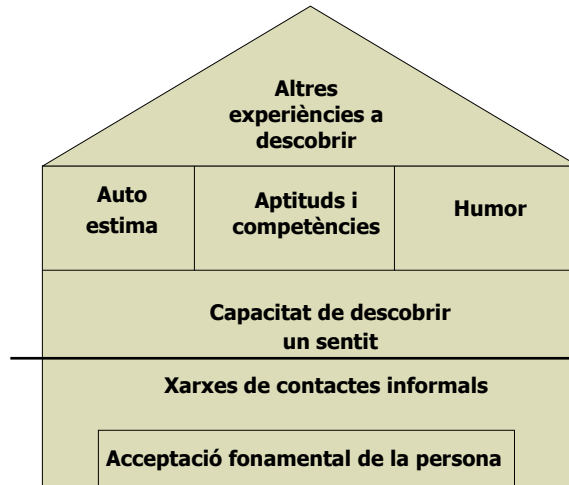 Altres
experiències a
descobrir
Auto
estima
Aptituds i
competències
Humor
Capacitat de descobrir
un sentit
Xarxes de contactes informals
Acceptació fonamental de la persona